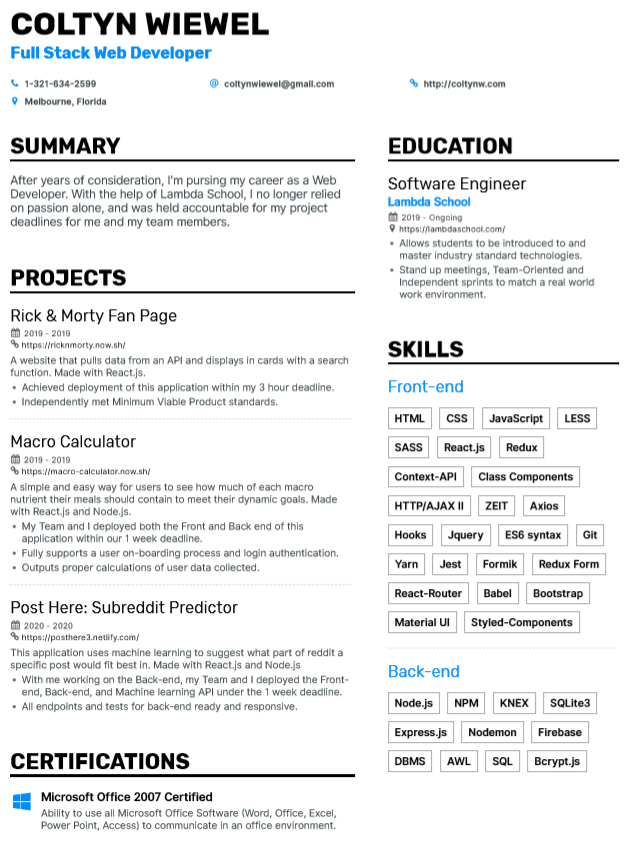 COLTYN WIEWEL
Full Stack Web Developer
1-321-634-2599
coltynwiewel@gmail.com
http://coltynw.com
Melbourne, Florida
SUMMARY
After years of consideration, I'm pursing my career as a Web
Developer. With the help of Lambda School, I no longer relied
on passion alone, and was held accountable for my project
deadlines for me and my team members.
PROJECTS
Rick & Morty Fan Page
2019 - 2019
https://ricknmorty.now.sh/
A website that pulls data from an API and displays in cards with a search
function. Made with React.js.
• Achieved deployment of this application within my 3 hour deadline.
• Independently met Minimum Viable Product standards.
Macro Calculator
2019 - 2019
https://macro-calculator.now.sh/
A simple and easy way for users to see how much of each macro
nutrient their meals should contain to meet their dynamic goals. Made
with React.js and Node.js.
• My Team and I deployed both the Front and Back end of this
application within our 1 week deadline.
• Fully supports a user on-boarding process and login authentication.
• Outputs proper calculations of user data collected.
Post Here: Subreddit Predictor
2020 - 2020
https://posthere3.netlify.com/
This application uses machine learning to suggest what part of reddit a
specific post would fit best in. Made with React.js and Node.js
• With me working on the Back-end, my Team and I deployed the Front-
end, Back-end, and Machine learning API under the 1 week deadline.
• All endpoints and tests for back-end ready and responsive.
CERTIFICATIONS
Microsoft Office 2007 Certified
Ability to use all Microsoft Office Software (Word, Office, Excel,
Power Point, Access) to communicate in an office environment.
EDUCATION
Software Engineer
Lambda School
2019 - Ongoing
https://lambdaschool.com/
• Allows students to be introduced to and
master industry standard technologies.
• Stand up meetings, Team-Oriented and
Independent sprints to match a real world
work environment.
SKILLS
Front-end
HTML CSS JavaScript LESS
SASS React.js Redux
Context-API Class Components
HTTP/AJAX II ZEIT Axios
Hooks Jquery ES6 syntax Git
Yarn Jest Formik Redux Form
React-Router Babel Bootstrap
Material UI Styled-Components
Back-end
Node.js NPM KNEX SQLite3
Express.js Nodemon Firebase
DBMS AWL SQL Bcrypt.js